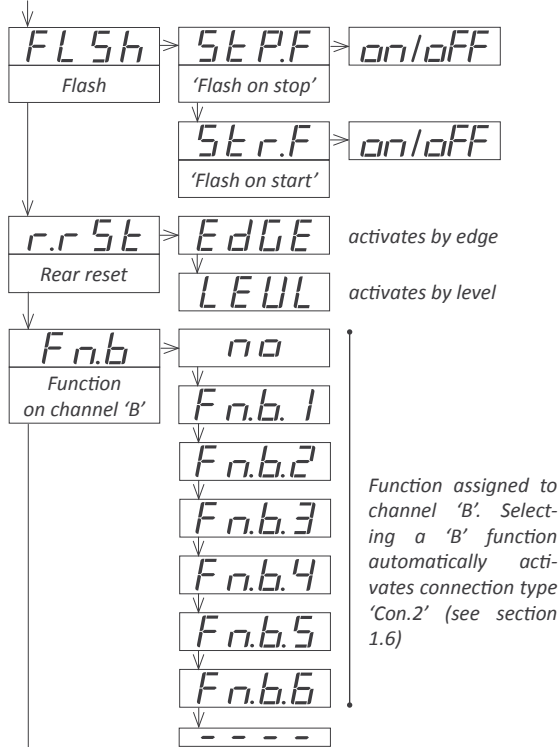 FLSh StP.F on/oFF
Flash ‘Flash on stop’
Str.F on/oFF
‘Flash on start’
r.rSt EdGE activates by edge
Rear reset
LEVL activates by level
Fn.b no
Function
on channel ‘B’
Fn.b.1
Fn.b.2
Fn.b.3
Fn.b.4
Fn.b.5
Fn.b.6
----
Function assigned to
channel ‘B’. Select-
ing a ‘B’ function
automatically acti-
vates connection type
‘Con.2’ (see section
1.6)